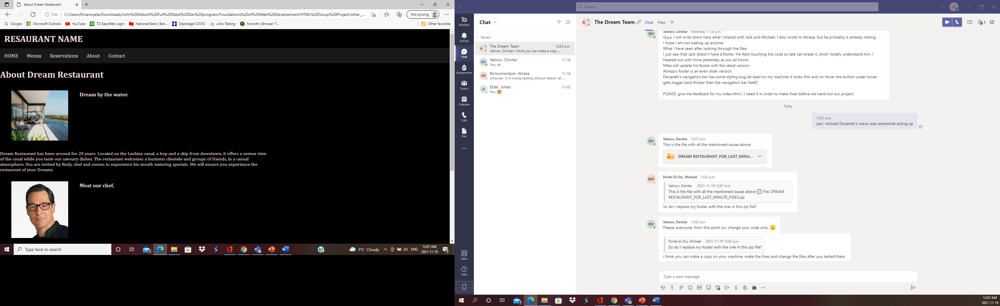 About Dream Restaurant
File
C:/Users/Emanoyela/Downloads/John%20Abbott%20Full%20Stack%20Dev%20program/Foundations%20of%20Web%20Development/HTML%20Group%20Project/other_...
Not syncing
Google
Microsoft Outlook
YouTube
TD EasyWeb Login
National Bank | Ban...
Depistage COVID
uVox Testing
Norroth | Browser T...
Other favorites
RESAURANT NAME
HOME Menus Reservations About Contact
About Dream Restaurant
Dream by the water.
Dream Restaurant has been around for 20 years. Located on the Lachine canal, a hop and a skip from downtown, it offers a serene view
of the canal while you taste our savoury dishes. The restaurant welcomes a business clientele and groups of friends, in a casual
atmosphere. You are invited by Rudy, chef and owner, to experience his mouth watering specials. We will ensure you experience the
restaurant of your Dreams.
Meat our chef.
Type here to search
3
3°C Cloudy
ENG
12:07 AM
2021-11-19
3
Search
JL
Students
Activity
Chat
Assignments
Teams
Calendar
Calls
Files
Apps
Help
Chat
Recent
The Dream Team 12:03 a.m.
Velinov, Dimitar: I think you can make a copy ...
DV
Velinov, Dimitar 11-18
You: ok
AB
Boroumandyar, Alireza 11-18
ofcourse . it is wrong nesting without reason. at ...
JE
Elder, Johan 11-03
You: 😉
The Dream Team
Chat Files
5
DV
Velinov, Dimitar Yesterday 11:58 p.m.
Guys, I will write down here what I shared with Jack and Michael. I also wrote to Alireza, but he probably is already resting.
I hope I am not waking up anyone.
What I have seen after looking through the files:
I just saw that Jack doesn't have a footer. He feels touching the code so late can break it. (And I totally understand him, I
freaked out with mine yesterday as you all know)
Mike will update his footer with the latest version
Alireza's footer is an even older version
Farzaneh's navigation bar has some styling bug (at least on my machine it looks thin and on hover the button under hover
gets bigger (and thicker than the navigation bar itself)
PLEASE, give me feedback for my index.html ! I need it in order to make fixes before we hand out our project.
Today
12:01 a.m.
yes i noticed Farzaneh's menu was somewhat acting up
DV
Velinov, Dimitar 12:01 a.m.
This is the file with all the mentioned issues above
DREAM RESTAURANT_FOR_LAST_MINU...
MD
Ponte-Di Dio, Michael 12:02 a.m.
Velinov, Dimitar 2021-11-19 12:01 a.m.
This is the file with all the mentioned issues above File: DREAM
RESTAURANT_FOR_LAST_MINUTE_FIXES.zip
So do I replace my footer with the one in this zip file?
DV
Velinov, Dimitar 12:02 a.m.
Please, everyone, from this point on, change your code only. 🙂
Ponte-Di Dio, Michael 2021-11-19 12:02 a.m.
So do I replace my footer with the one in this zip file?
I think you can make a copy on your machine, make the fixes and change the files after you tested them.
Type a new message
GIF
3
12:07 AM
2021-11-19